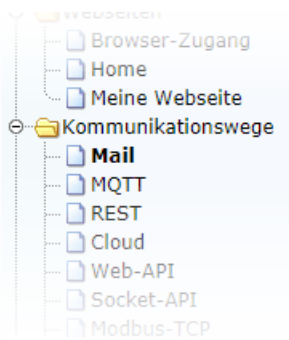 Webseiten
Browser-Zugang
Home
Meine Webseite
Kommunikationswege
Mail
MQTT
REST
Cloud
Web-API
Socket-API
Modbus-TCP